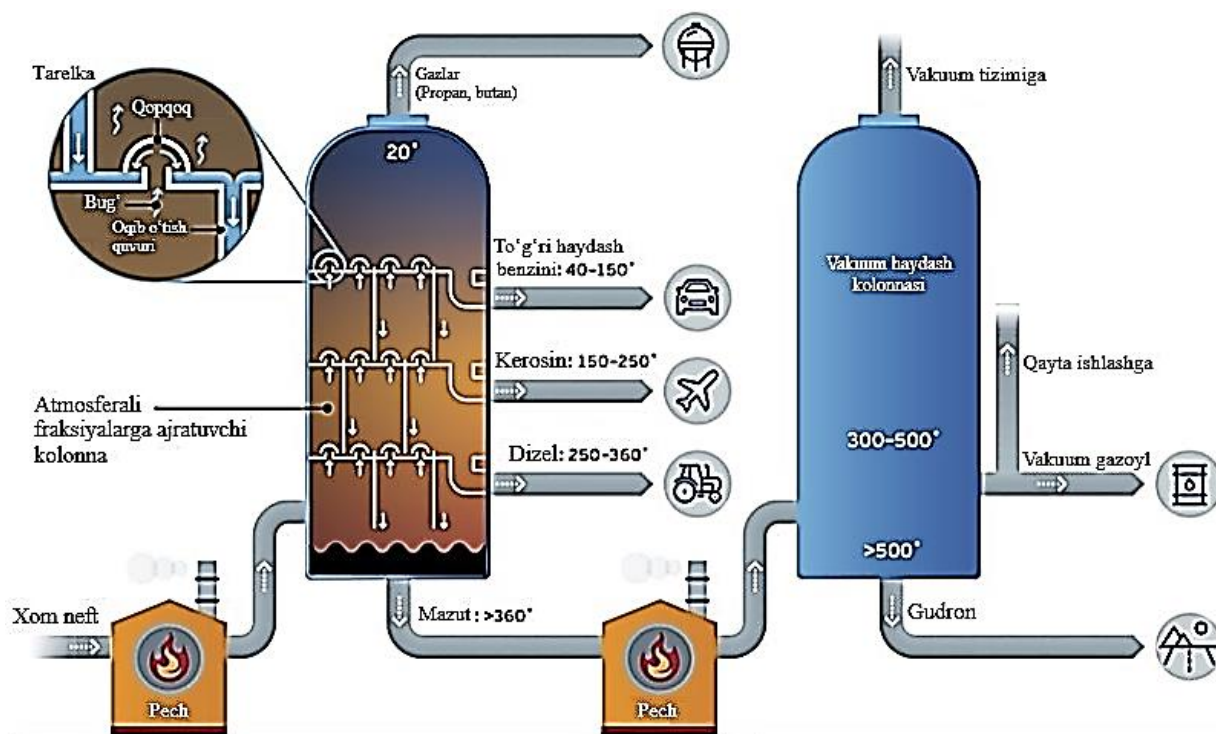 Tarelka
Qopqoq
Bug‘
Oqib o‘tish
quvuri
Gazlar
(Propan, butan)
20°
To‘g‘ri haydash
benzini: 40-150°
Kerosin: 150-250°
Dizel: 250-360°
Atmosferali
fraksiyalarga ajratuvchi
kolonna
Xom neft
Pech
Mazut : >360°
Pech
Vakuum tizimiga
Vakuum haydash
kolonnasi
Qayta ishlashga
300-500°
Vakuum gazoyl
>500°
Gudron